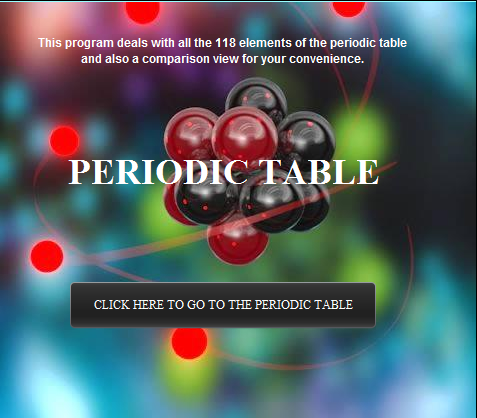 This program deals with all the 118 elements of the periodic table
and also a comparison view for your convenience.
PERIODIC TABLE
CLICK HERE TO GO TO THE PERIODIC TABLE